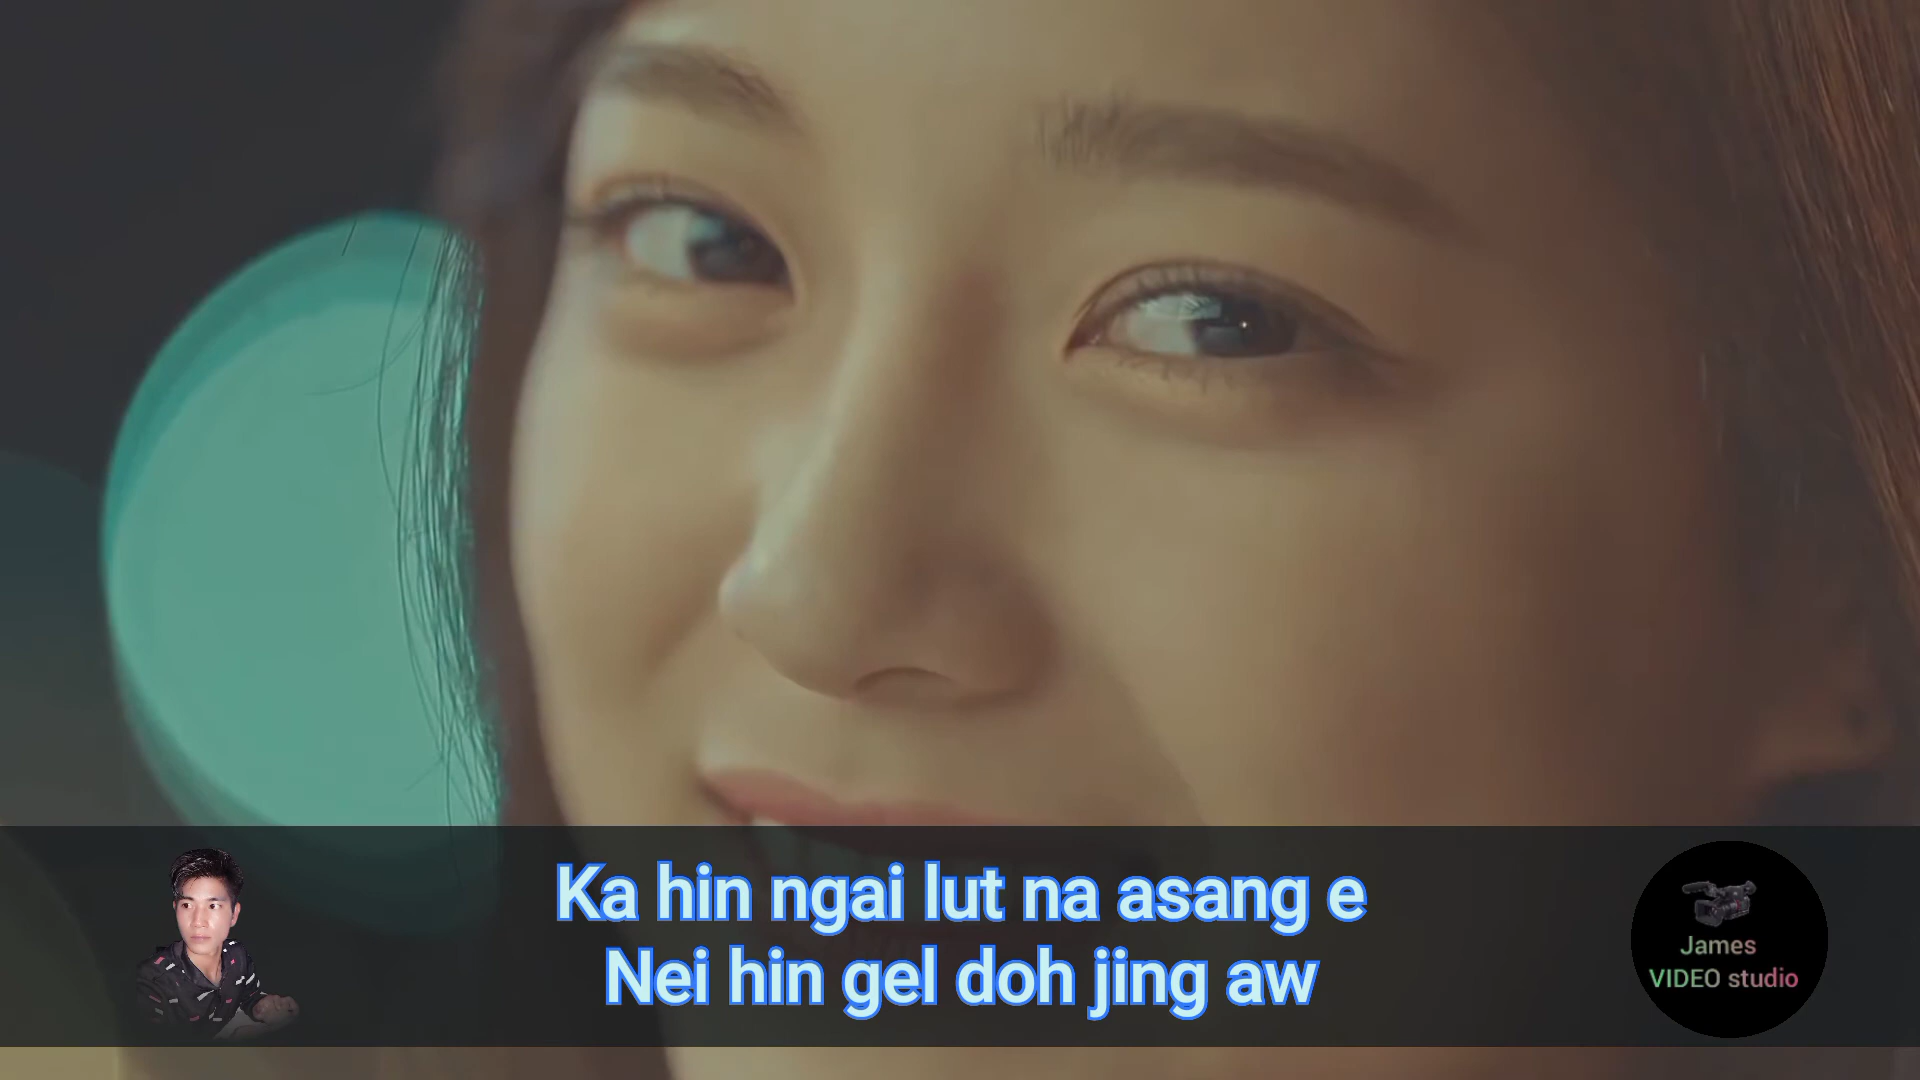 Ka hin ngai lut na asang e
Nei hin gel doh jing aw
James
VIDEO studio